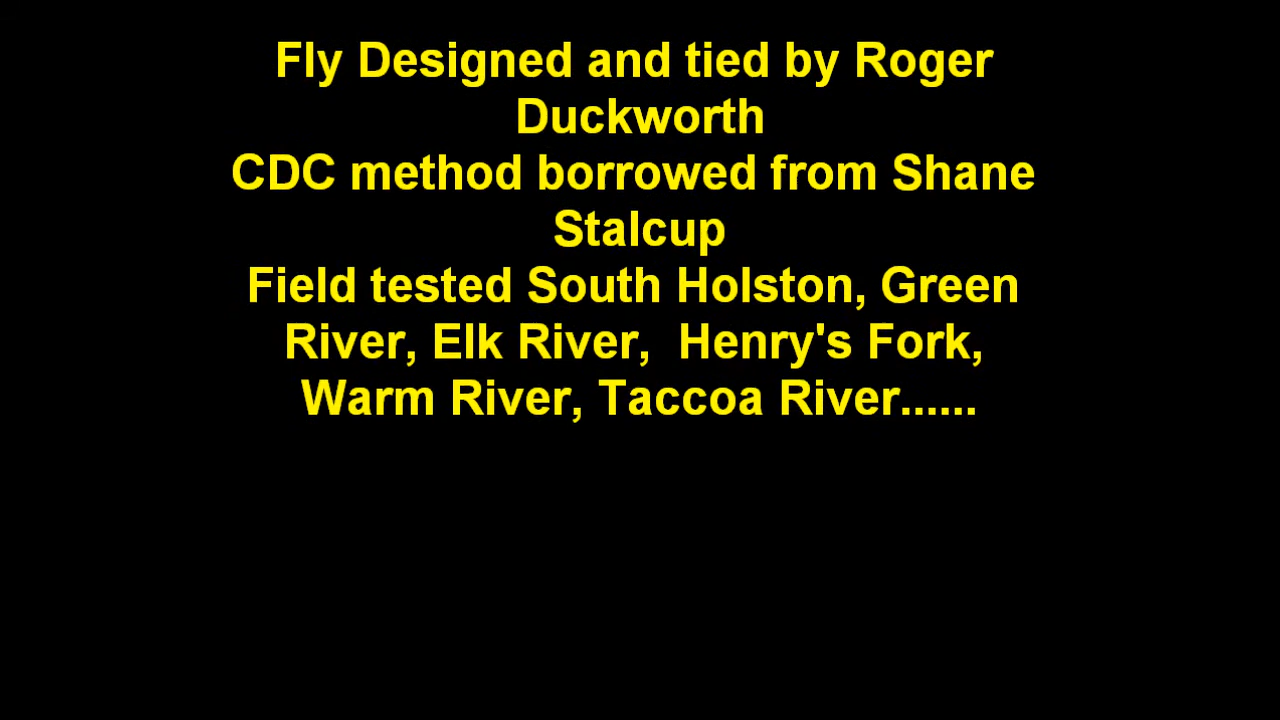 Fly Designed and tied by Roger
Duckworth
CDC method borrowed from Shane
Stalcup
Field tested South Holston, Green
River, Elk River,  Henry's Fork,
Warm River, Taccoa River......